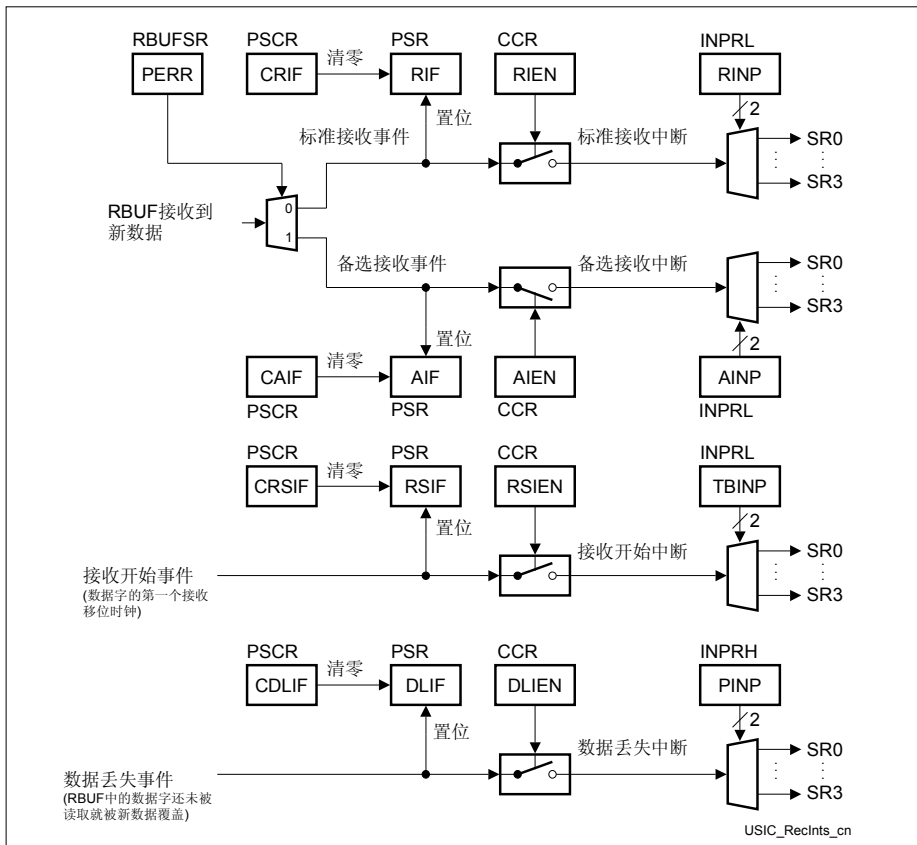 RBUFSR
PSCR
PSR
CCR
INPRL
PERR
CRIF
清零
RIF
RIEN
RINP
置位
2
标准接收事件
标准接收中断
SR0
SR3
RBUF接收到
新数据
0
1
备选接收事件
备选接收中断
SR0
SR3
置位
2
CAIF
清零
AIF
AIEN
AINP
PSCR
PSR
CCR
INPRL
PSCR
PSR
CCR
INPRL
CRSIF
清零
RSIF
RSIEN
TBINP
置位
2
接收开始中断
SR0
SR3
接收开始事件
(数据字的第一个接收
移位时钟)
PSCR
PSR
CCR
INPRH
CDLIF
清零
DLIF
DLIEN
PINP
置位
2
数据丢失中断
SR0
SR3
数据丢失事件
(RBUF中的数据字还未被
读取就被新数据覆盖)
USIC_RecInts_cn